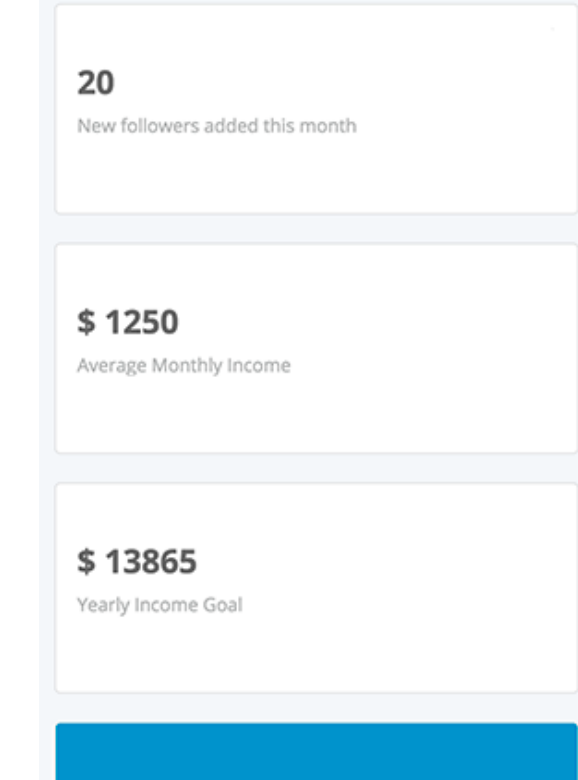 20
New followers added this month
$ 1250
Average Monthly Income
$ 13865
Yearly Income Goal